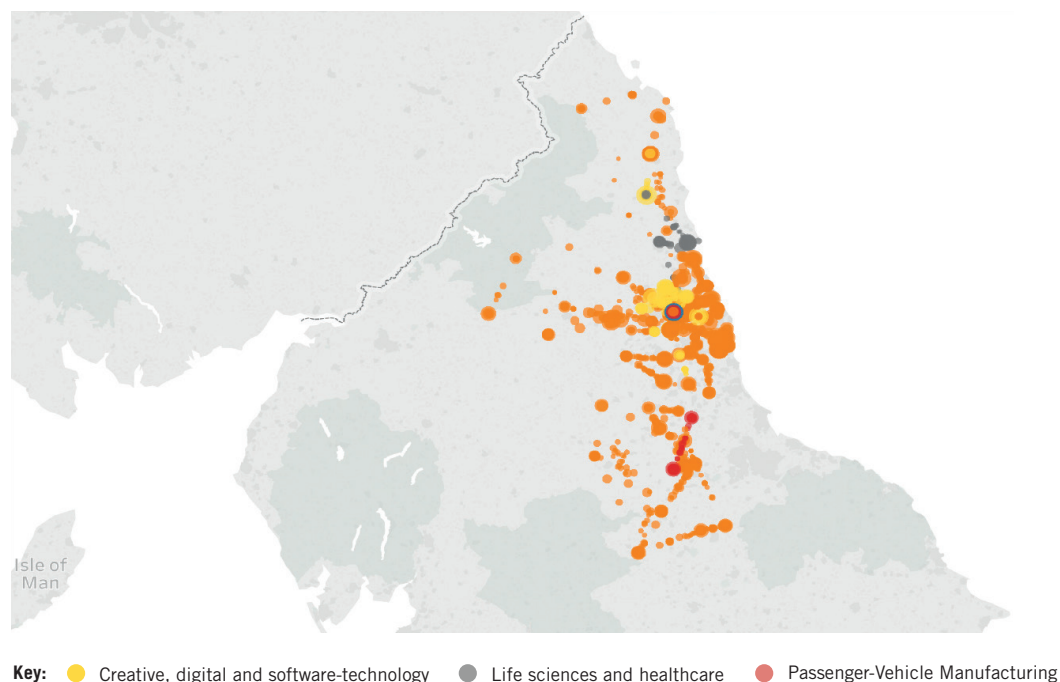 Isle of
Man
Key: Creative, digital and software-technology Life sciences and healthcare Passenger-Vehicle Manufacturing